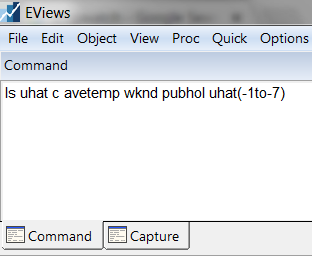 EViews
File Edit Object View Proc Quick Options
Command
ls uhat c avetemp wknd pubhol uhat(-1to-7)
Command Capture